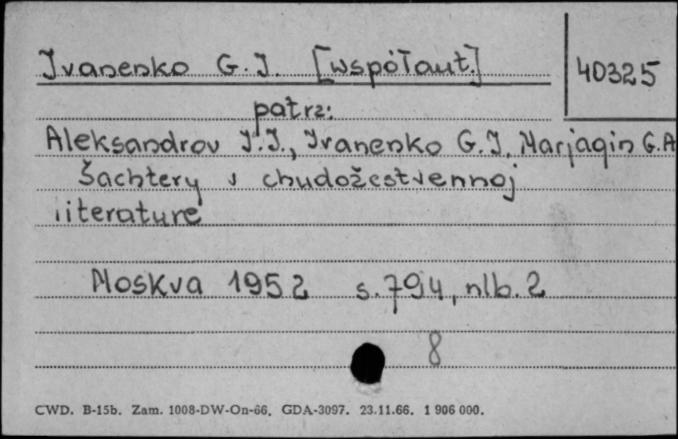 Ivanenko G.I. [współaut.]
40325
patrz:
Aleksandrov I.I., Ivanenko G.I., Marjagin G.A
Šachtery v chudožestvennoj
literature
Moskva 1952 s.794, nlb.2
8
CWD. B-15b. Zam. 1008-DW-On-66. GDA-3097. 23.11.66. 1 906 000.